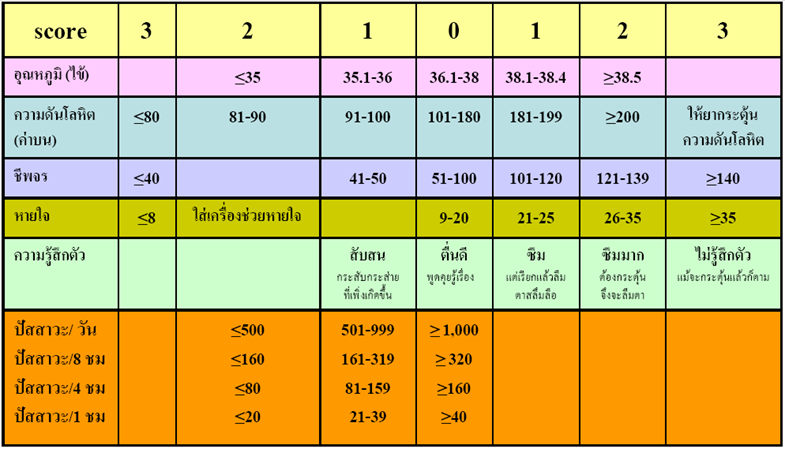 score 3 2 1 0 1 2 3
อุณหภูมิ (ไข้) ≤35 35.1-36 36.1-38 38.1-38.4 ≥38.5
ความดันโลหิต ≤80 81-90 91-100 101-180 181-199 ≥200 ให้ยากระตุ้น
(ค่าบน) ความดันโลหิต
ชีพจร ≤40 41-50 51-100 101-120 121-139 ≥140
หายใจ ≤8 ใส่เครื่องช่วยหายใจ 9-20 21-25 26-35 ≥35
ความรู้สึกตัว สับสน ตื่นดี ซึม ซึมมาก ไม่รู้สึกตัว
กระสับกระส่าย พูดคุยรู้เรื่อง แต่เรียกแล้วลืม ต้องกระตุ้น แม้จะกระตุ้นแล้วก็ตาม
ที่เพิ่งเกิดขึ้น ตาสลึมลือ จึงจะลืมตา
ปัสสาวะ/ วัน ≤500 501-999 ≥ 1,000
ปัสสาวะ/8 ชม ≤160 161-319 ≥ 320
ปัสสาวะ/4 ชม ≤80 81-159 ≥160
ปัสสาวะ/1 ชม ≤20 21-39 ≥40